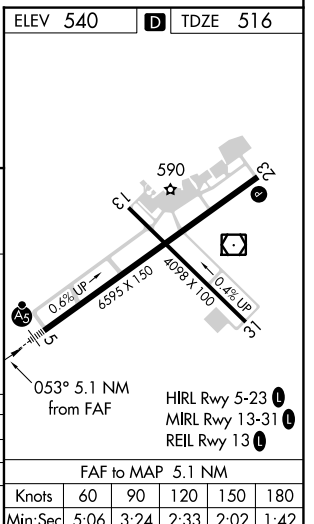 ELEV 540 D TDZE 516
590
13
23
P
0.6% UP
6595 X 150
4098 X 100
0.4% UP
A5
5
31
053° 5.1 NM
from FAF
HIRL Rwy 5-23 L
MIRL Rwy 13-31 L
REIL Rwy 13 L
FAF to MAP 5.1 NM
Knots 60 90 120 150 180
Min:Sec 5:06 3:24 2:33 2:02 1:42